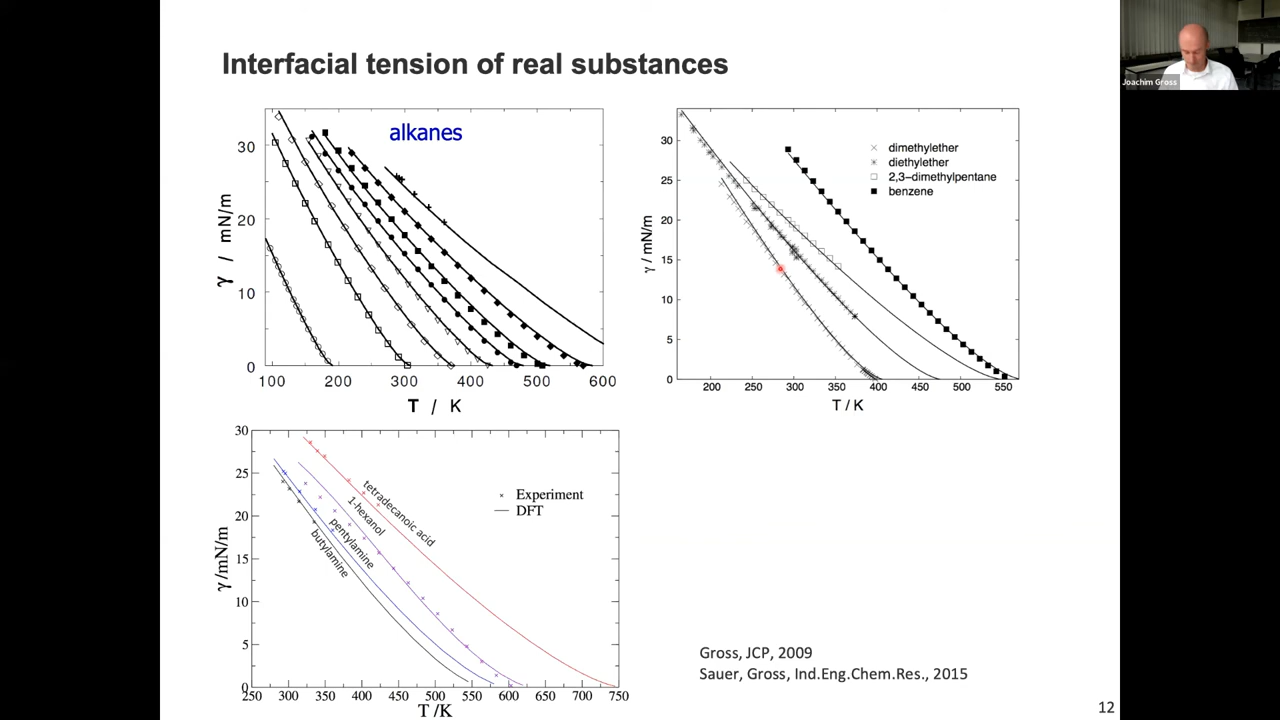 Interfacial tension of real substances
Joachim Gross
alkanes
30
20
10
0
γ / mN/m
100 200 300 400 500 600
T / K
dimethylether
diethylether
2,3-dimethylpentane
benzene
30
25
20
15
10
5
0
γ / mN/m
200 250 300 350 400 450 500 550
T / K
30
25
20
15
10
5
0
γ /mN/m
Experiment
DFT
tetradecanoic acid
1-hexanol
pentylamine
butylamine
250 300 350 400 450 500 550 600 650 700 750
T /K
Gross, JCP, 2009
Sauer, Gross, Ind.Eng.Chem.Res., 2015
12